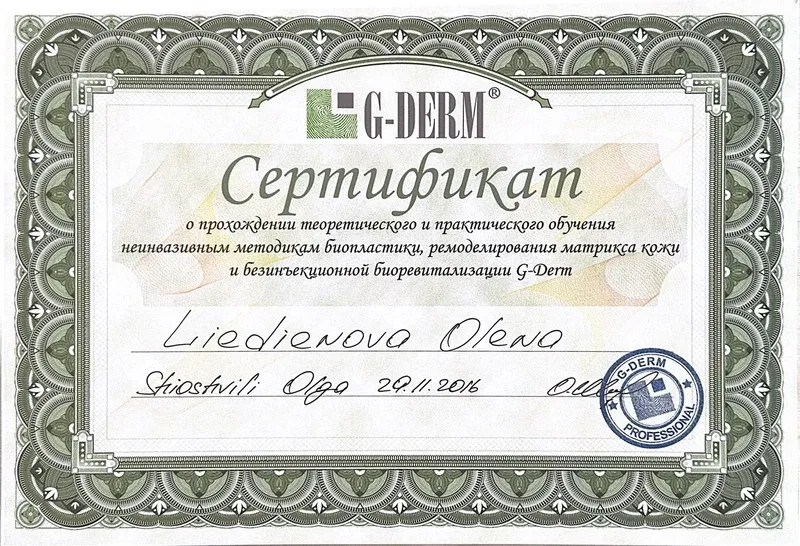 G-DERM®
Сертификат
о прохождении теоретического и практического обучения
неинвазивным методикам биопластики, ремоделирования матрикса кожи
и безинъекционной биоревитализации G-Derm
Liedienova Olena
Olga 29.11.2016
G-DERM
PROFESSIONAL